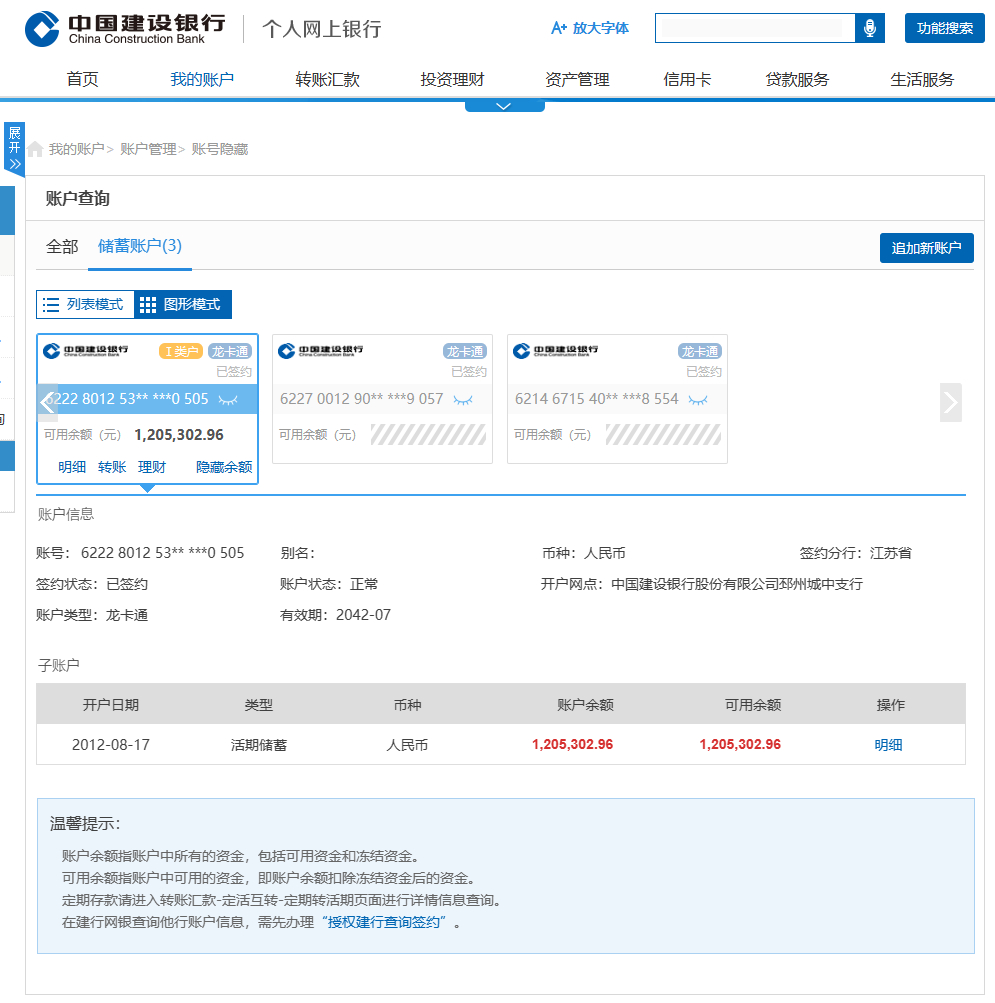 中国建设银行 个人网上银行 A+ 放大字体 功能搜索
China Construction Bank
首页 我的账户 转账汇款 投资理财 资产管理 信用卡 贷款服务 生活服务
展开
我的账户> 账户管理> 账号隐藏
账户查询
全部 储蓄账户(3) 追加新账户
列表模式 图形模式
中国建设银行 I类户 龙卡通 中国建设银行 龙卡通 中国建设银行 龙卡通
China Construction Bank China Construction Bank China Construction Bank
已签约 已签约 已签约
6222 8012 53** ***0 505 6227 0012 90** ***9 057 6214 6715 40** ***8 554
可用余额（元） 1,205,302.96 可用余额（元） 可用余额（元）
明细 转账 理财 隐藏余额
询
账户信息
账号： 6222 8012 53** ***0 505 别名： 币种：人民币 签约分行：江苏省
签约状态：已签约 账户状态：正常 开户网点：中国建设银行股份有限公司邳州城中支行
账户类型：龙卡通 有效期：2042-07
子账户
开户日期 类型 币种 账户余额 可用余额 操作
2012-08-17 活期储蓄 人民币 1,205,302.96 1,205,302.96 明细
温馨提示：
账户余额指账户中所有的资金，包括可用资金和冻结资金。
可用余额指账户中可用的资金，即账户余额扣除冻结资金后的资金。
定期存款请进入转账汇款-定活互转-定期转活期页面进行详情信息查询。
在建行网银查询他行账户信息，需先办理“授权建行查询签约”。